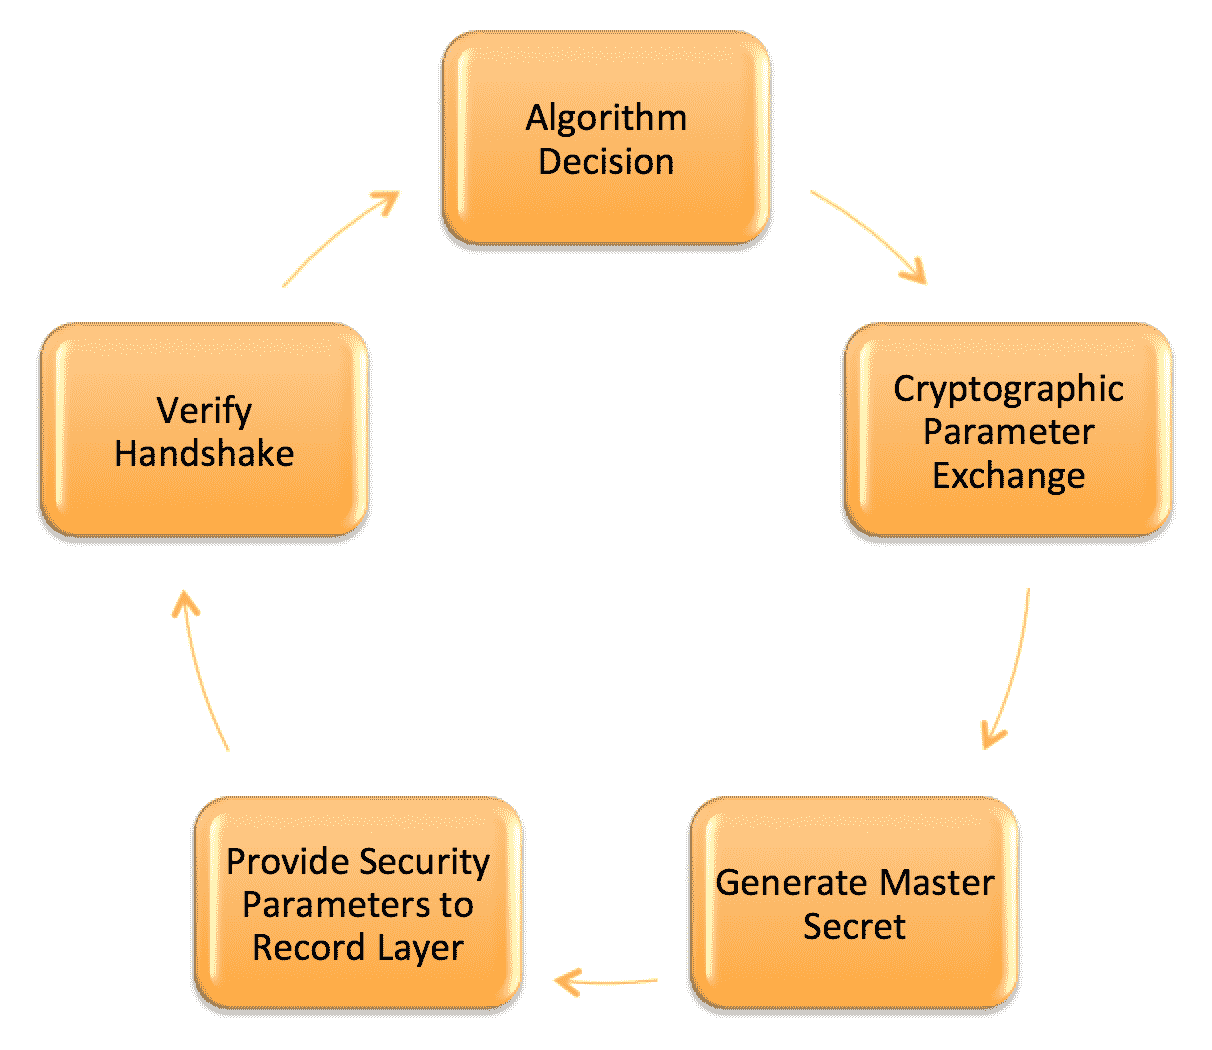 Algorithm
Decision
Cryptographic
Parameter
Exchange
Generate Master
Secret
Provide Security
Parameters to
Record Layer
Verify
Handshake